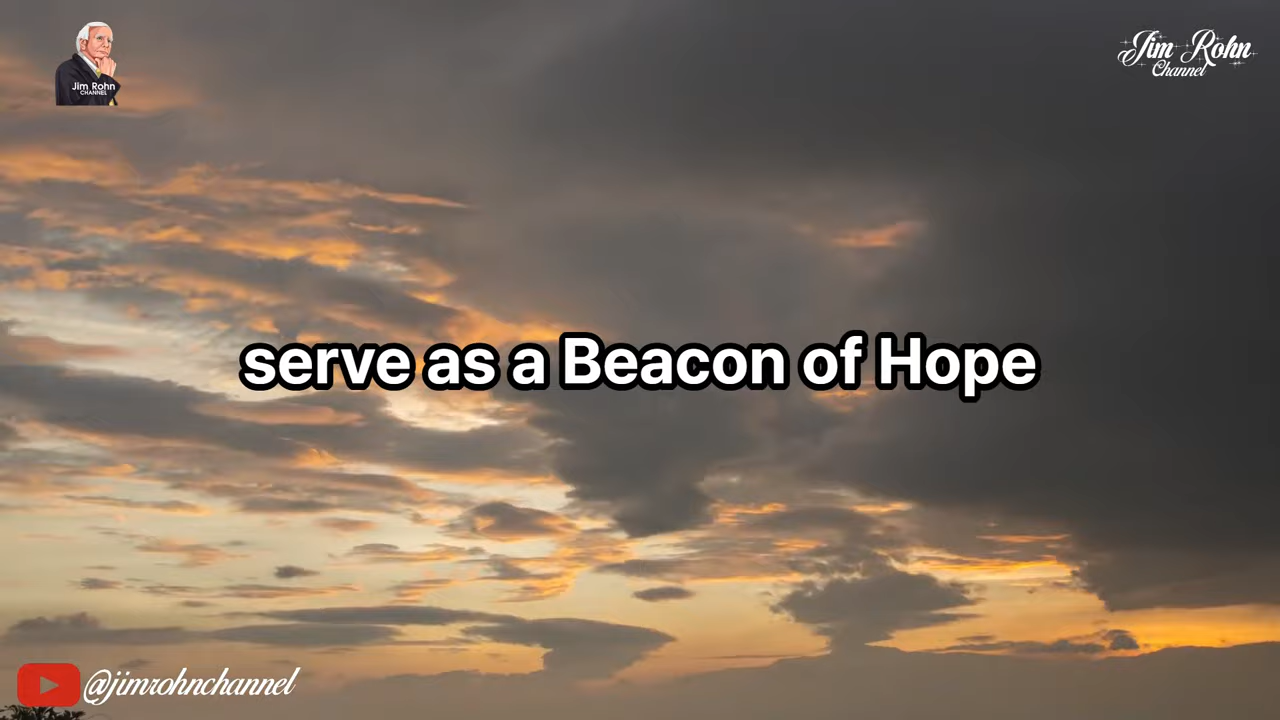 Jim Rohn
CHANNEL
Jim Rohn
Channel
serve as a Beacon of Hope
@jimrohnchannel